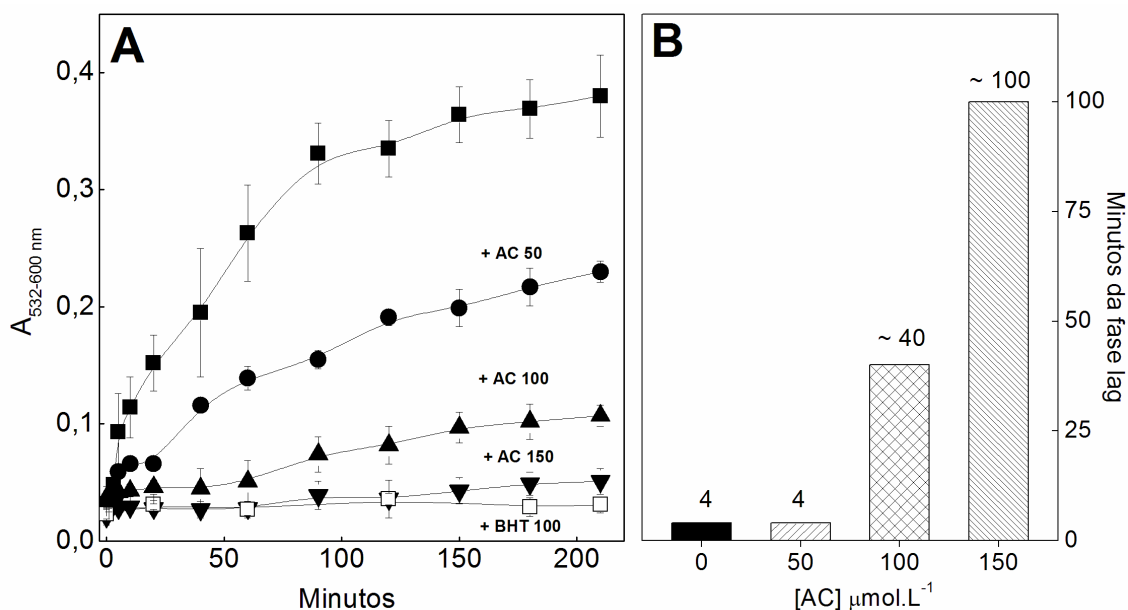 A
0,4
0,3
0,2
0,1
0,0
A532-600 nm
+ AC 50
+ AC 100
+ AC 150
+ BHT 100
0 50 100 150 200
Minutos
B
4
4
~ 40
~ 100
100
75
50
25
0
Minutos da fase lag
0 50 100 150
[AC] μmol.L-1